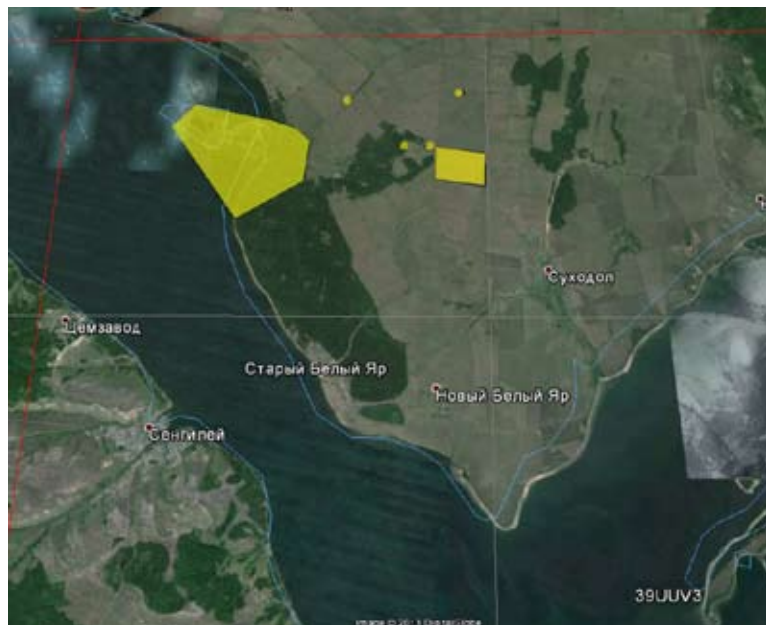 Суходол
Цемзавод
Старый Белый Яр
Новый Белый Яр
Сенгилей
39UUV3